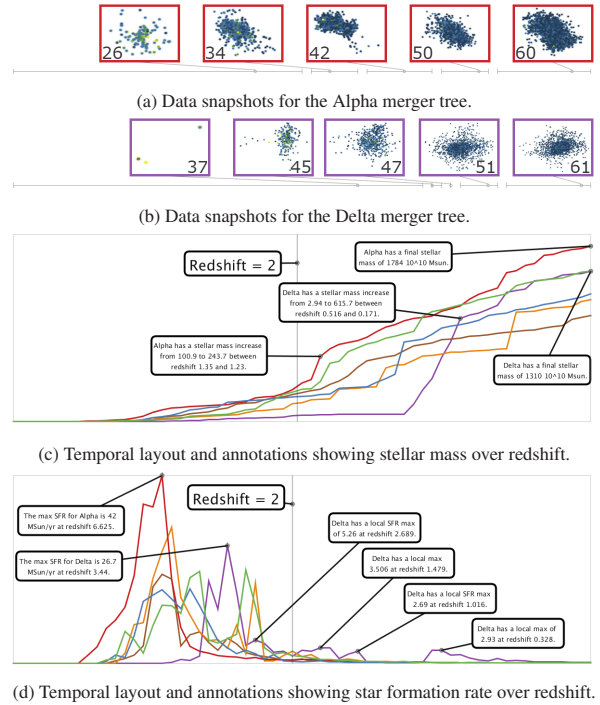 26 34 42 50 60
(a) Data snapshots for the Alpha merger tree.
37 45 47 51 61
(b) Data snapshots for the Delta merger tree.
Redshift = 2
Alpha has a final stellar
mass of 1784 10^10 Msun.
Delta has a stellar mass increase
from 2.94 to 615.7 between
redshift 0.516 and 0.171.
Alpha has a stellar mass increase
from 100.9 to 243.7 between
redshift 1.35 and 1.23.
Delta has a final stellar
mass of 1310 10^10 Msun.
(c) Temporal layout and annotations showing stellar mass over redshift.
Redshift = 2
The max SFR for Alpha is 42
MSun/yr at redshift 6.625.
The max SFR for Delta is 26.7
MSun/yr at redshift 3.44.
Delta has a local SFR max
of 5.26 at redshift 2.689.
Delta has a local max
3.506 at redshift 1.479.
Delta has a local SFR max
2.69 at redshift 1.016.
Delta has a local max of
2.93 at redshift 0.328.
(d) Temporal layout and annotations showing star formation rate over redshift.